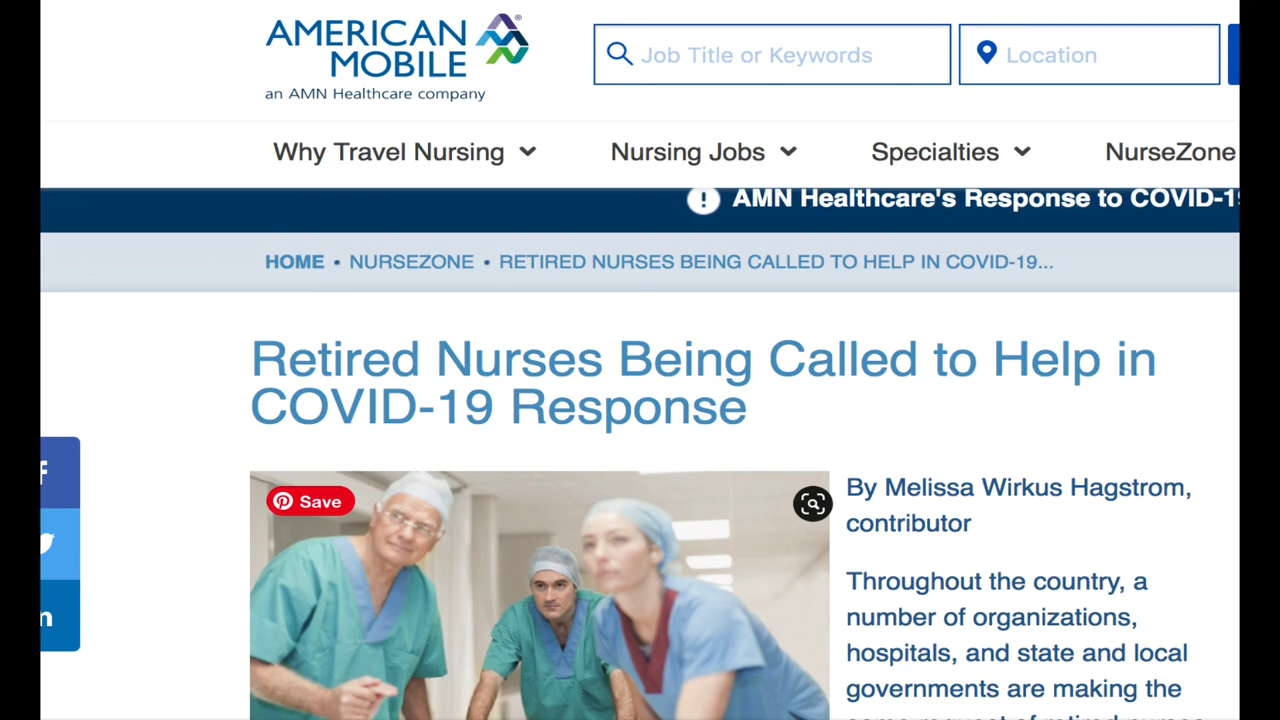 AMERICAN
MOBILE
an AMN Healthcare company
Job Title or Keywords
Location
Why Travel Nursing
Nursing Jobs
Specialties
NurseZone
AMN Healthcare's Response to COVID-1
HOME • NURSEZONE • RETIRED NURSES BEING CALLED TO HELP IN COVID-19...
Retired Nurses Being Called to Help in
COVID-19 Response
Save
By Melissa Wirkus Hagstrom,
contributor
Throughout the country, a
number of organizations,
hospitals, and state and local
governments are making the